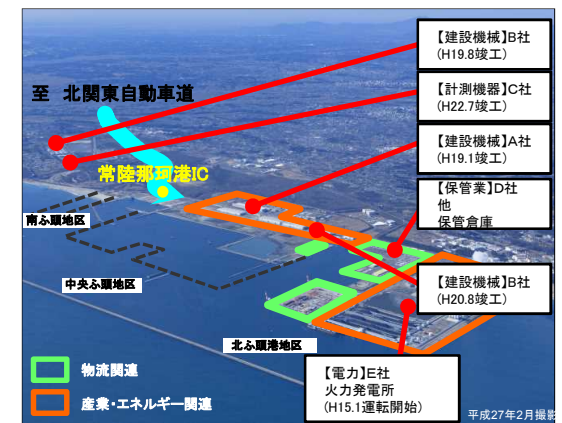 【建設機械】B社
(H19.8竣工)
至 北関東自動車道
【計測機器】C社
(H22.7竣工)
【建設機械】A社
(H19.1竣工)
常陸那珂港IC
【保管業】D社
他
保管倉庫
南ふ頭地区
中央ふ頭地区
【建設機械】B社
(H20.8竣工)
北ふ頭港地区
物流関連
産業・エネルギー関連
【電力】E社
火力発電所
(H15.1運転開始)
平成27年2月撮影